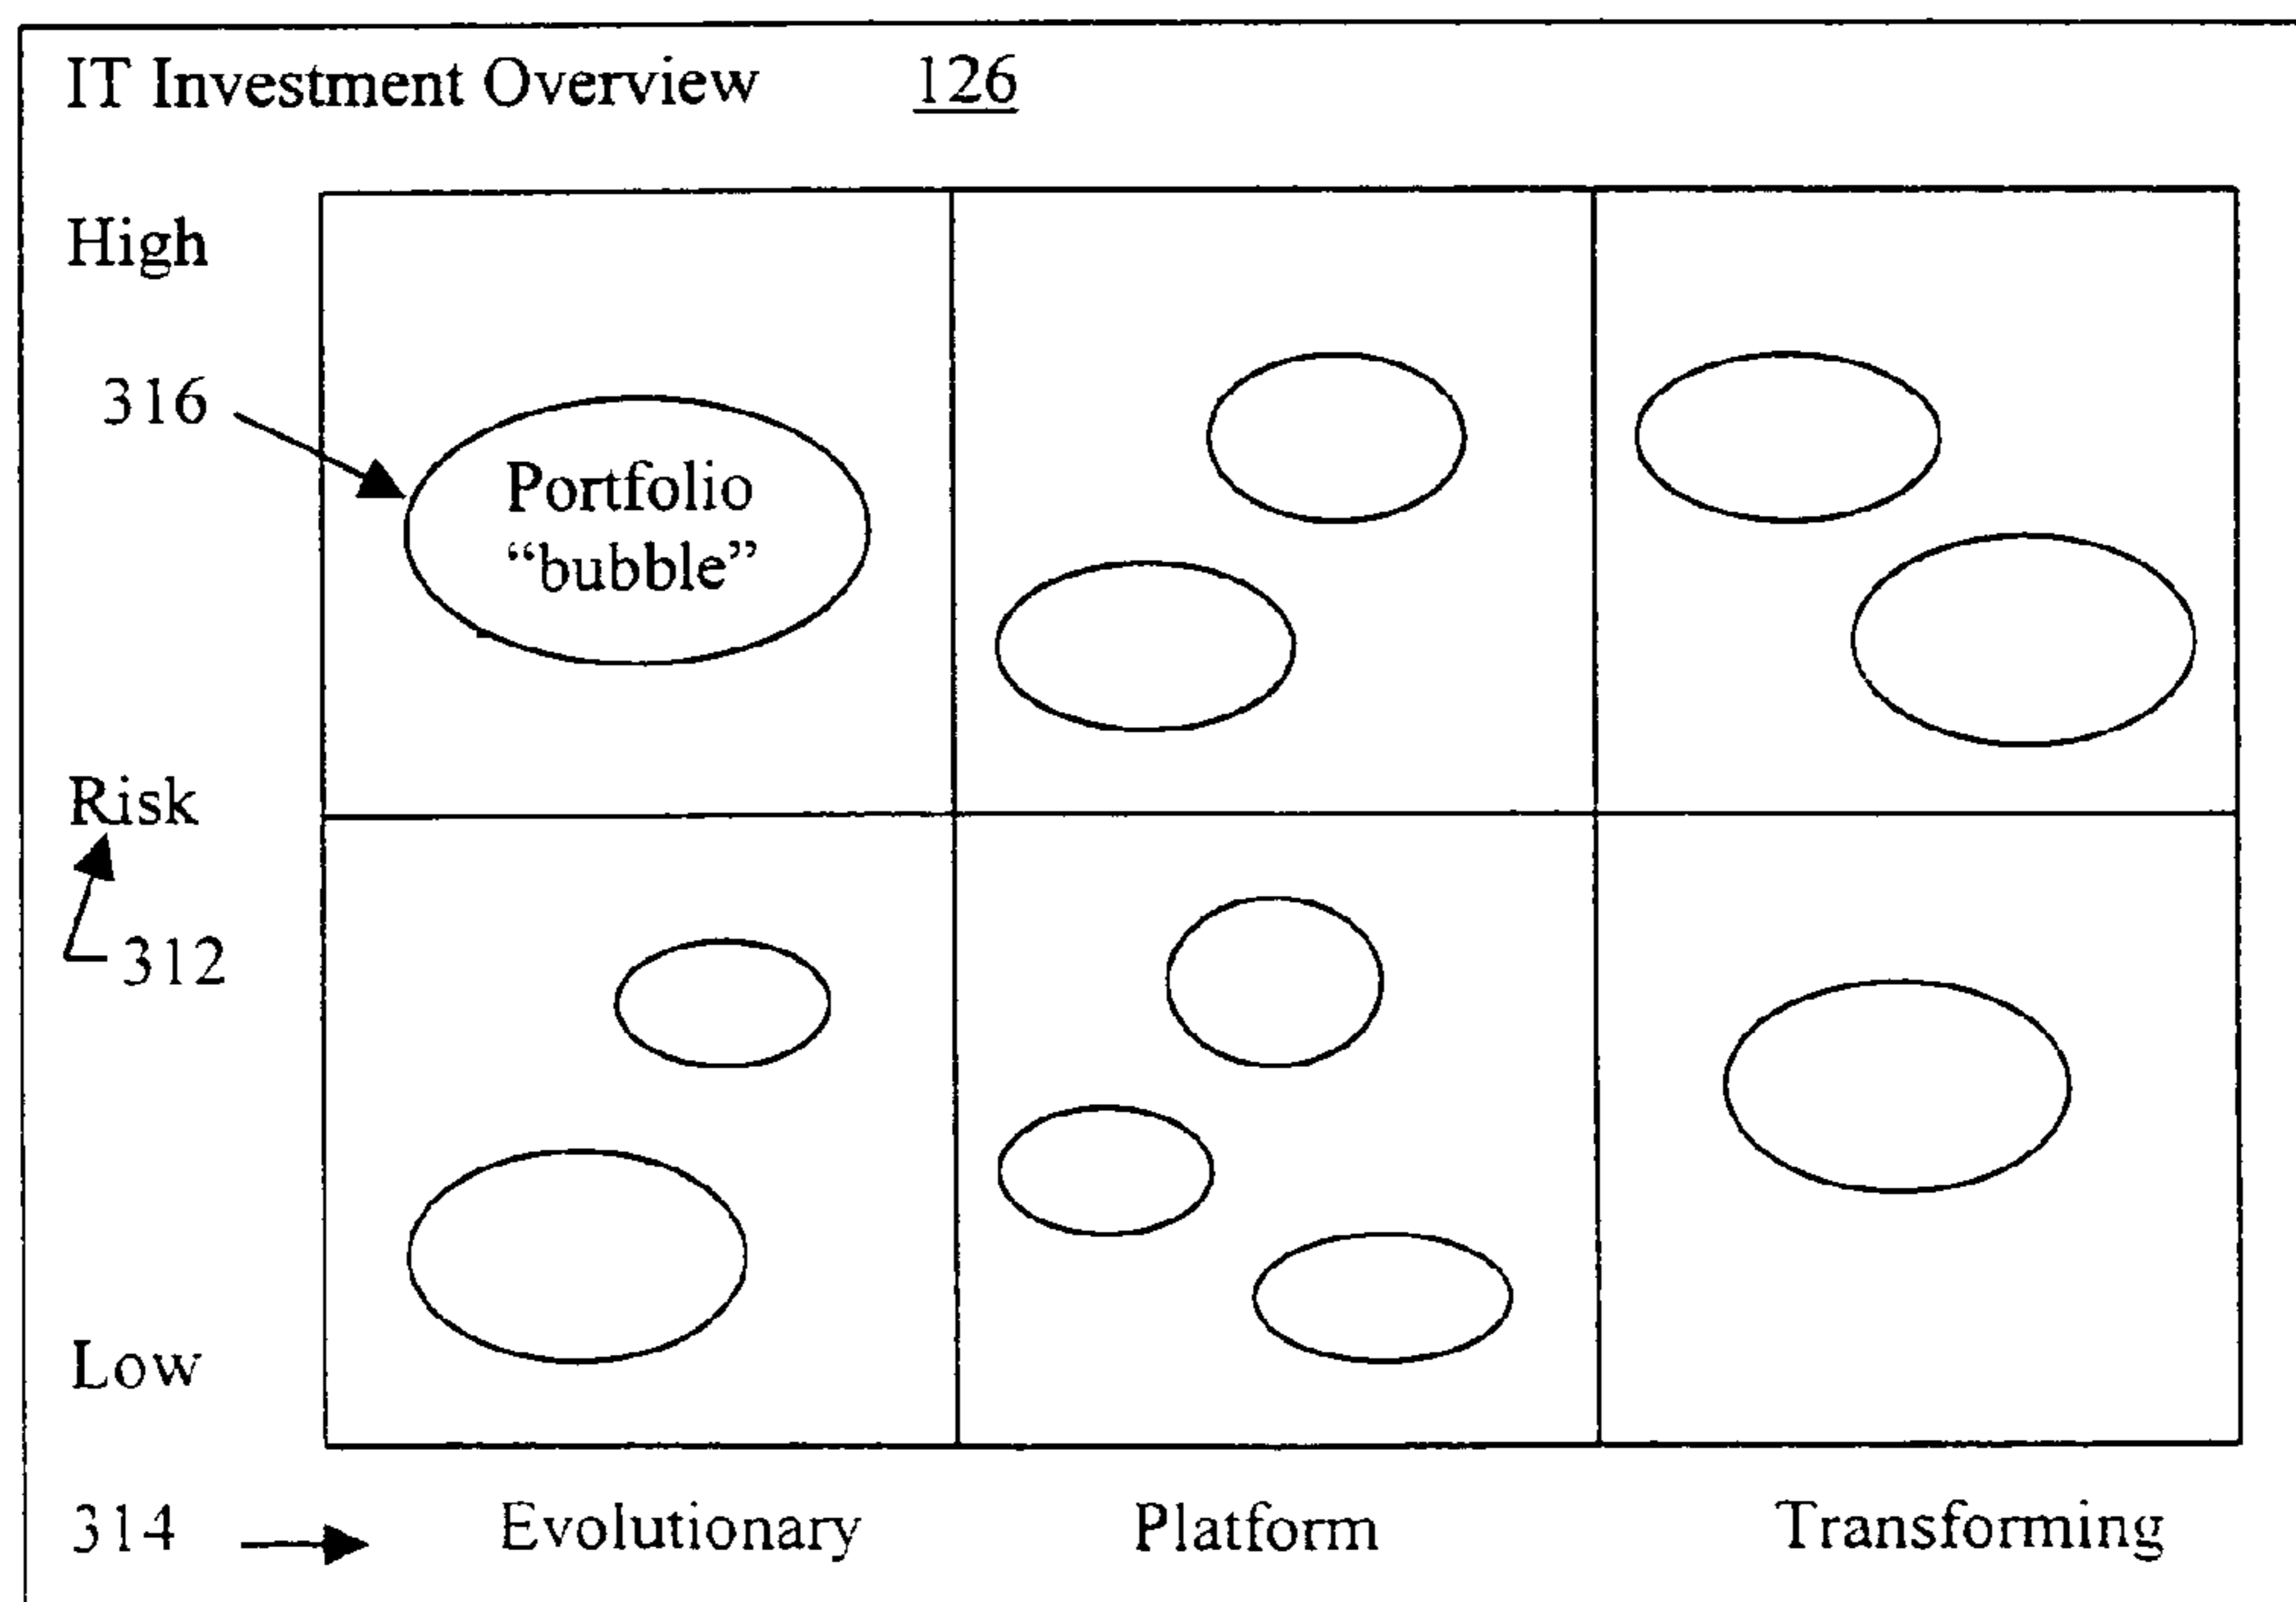 IT Investment Overview 126
High
316
Portfolio
“bubble”
Risk
312
Low
314 Evolutionary Platform Transforming